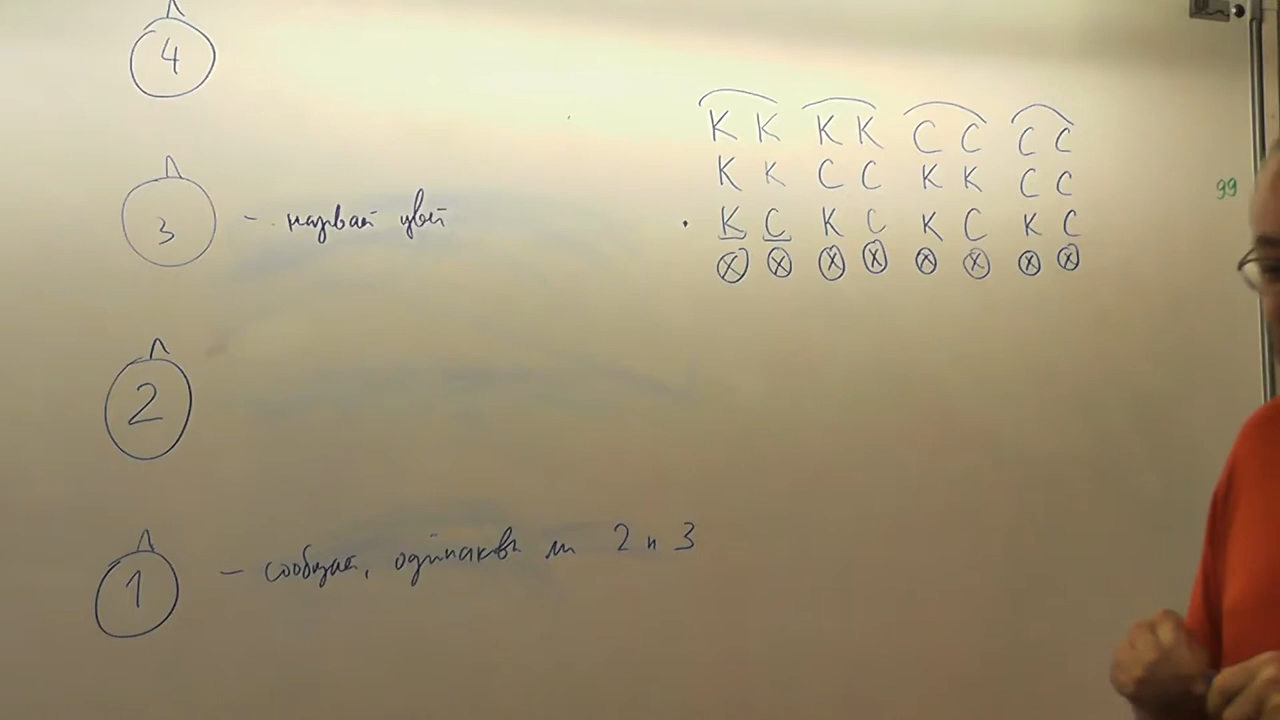 4
3 - называй цвет
2
1 - сообщает, одинаковы ли 2 и 3
К К К К С С С С
К К С С К К С С
К С К С К С К С
X X X X X X X X
99